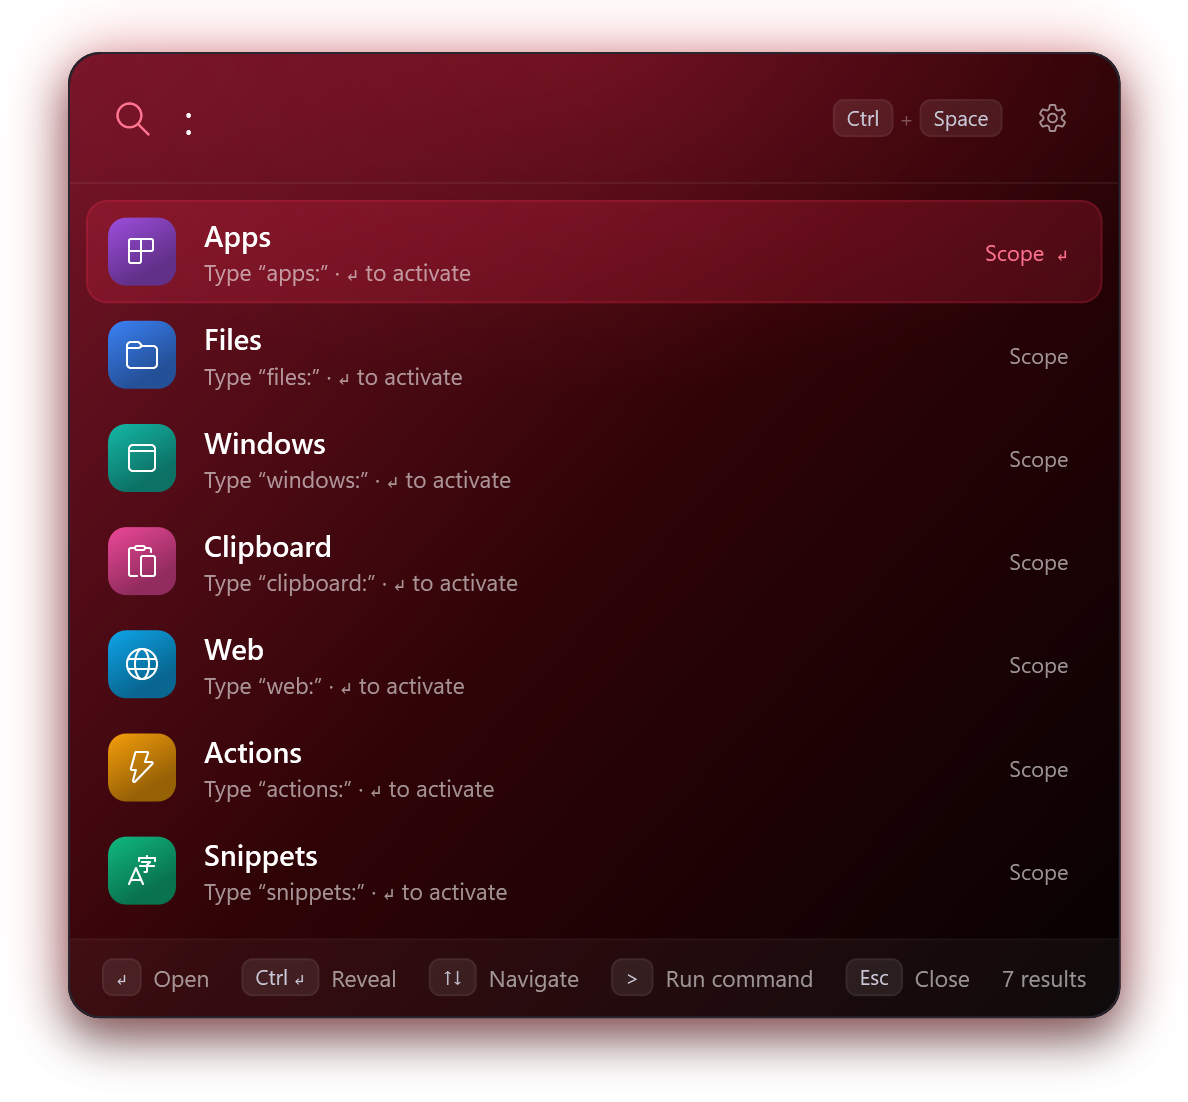 :
Ctrl + Space
Apps
Type “apps:” · ↵ to activate
Scope ↵
Files
Type “files:” · ↵ to activate
Scope
Windows
Type “windows:” · ↵ to activate
Scope
Clipboard
Type “clipboard:” · ↵ to activate
Scope
Web
Type “web:” · ↵ to activate
Scope
Actions
Type “actions:” · ↵ to activate
Scope
A字
Snippets
Type “snippets:” · ↵ to activate
Scope
↵ Open Ctrl ↵ Reveal ↑↓ Navigate > Run command Esc Close 7 results